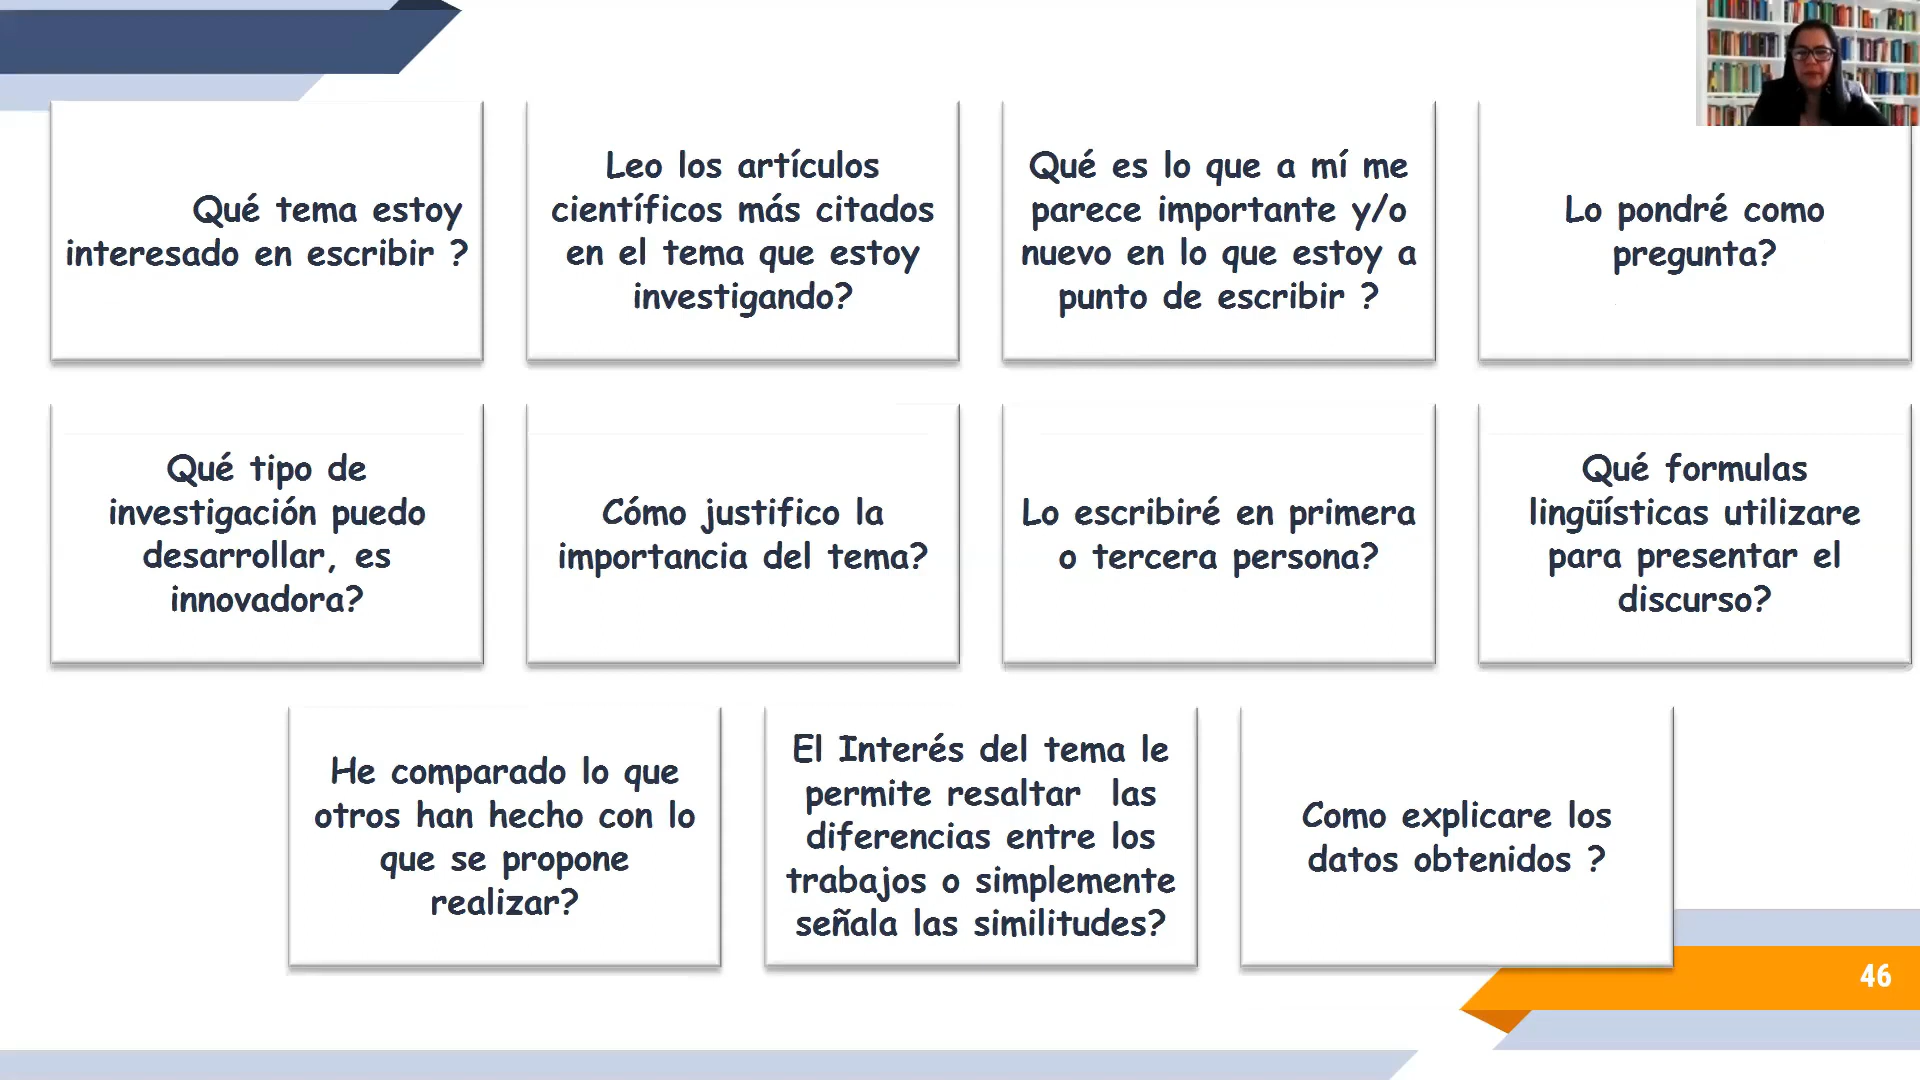 Qué tema estoy
interesado en escribir ?
Leo los artículos
científicos más citados
en el tema que estoy
investigando?
Qué es lo que a mí me
parece importante y/o
nuevo en lo que estoy a
punto de escribir ?
Lo pondré como
pregunta?
Qué tipo de
investigación puedo
desarrollar, es
innovadora?
Cómo justifico la
importancia del tema?
Lo escribiré en primera
o tercera persona?
Qué formulas
lingüísticas utilizare
para presentar el
discurso?
He comparado lo que
otros han hecho con lo
que se propone
realizar?
El Interés del tema le
permite resaltar  las
diferencias entre los
trabajos o simplemente
señala las similitudes?
Como explicare los
datos obtenidos ?
46